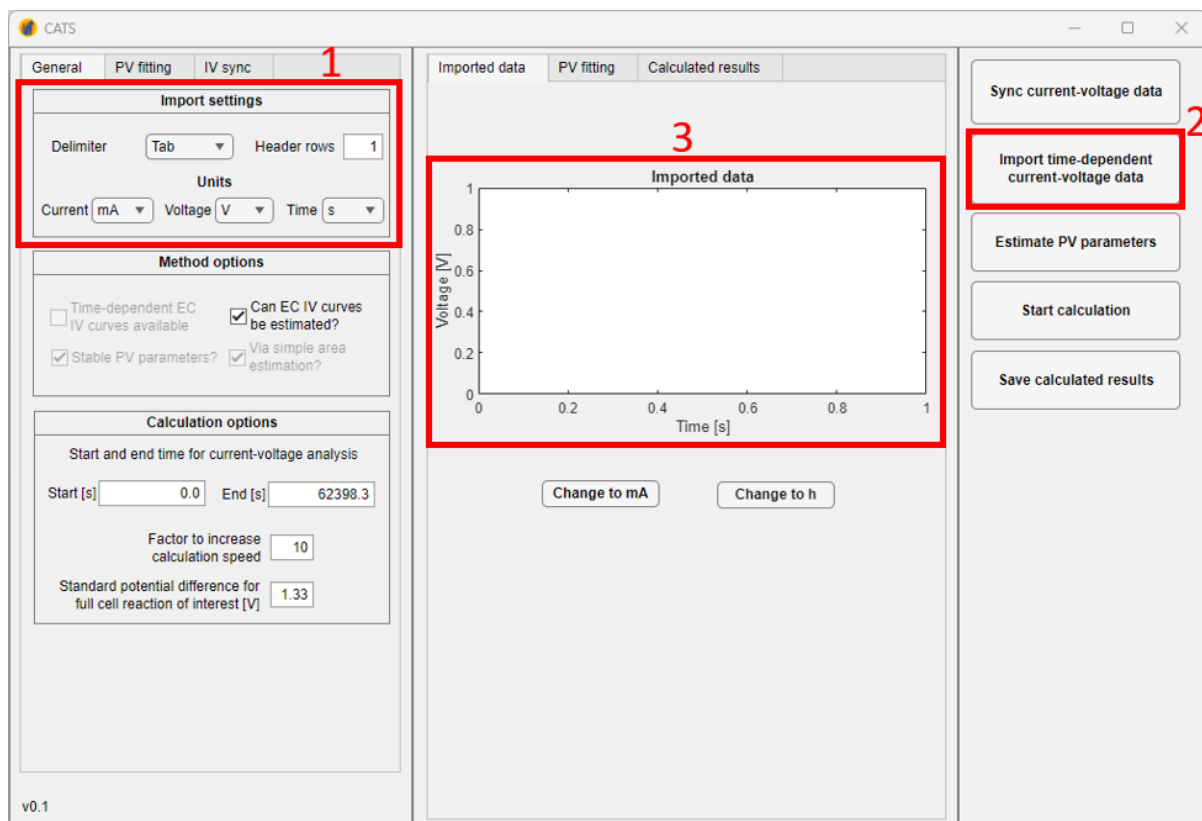 CATS
General PV fitting IV sync
1
Import settings
Delimiter Tab Header rows 1
Units
Current mA Voltage V Time s
Method options
Time-dependent EC
IV curves available
Can EC IV curves
be estimated?
Stable PV parameters?
Via simple area
estimation?
Calculation options
Start and end time for current-voltage analysis
Start [s] 0.0 End [s] 62398.3
Factor to increase
calculation speed
10
Standard potential difference for
full cell reaction of interest [V]
1.33
v0.1
Imported data PV fitting Calculated results
3
Imported data
Voltage [V]
1
0.8
0.6
0.4
0.2
0
0 0.2 0.4 0.6 0.8 1
Time [s]
Change to mA Change to h
Sync current-voltage data
2
Import time-dependent
current-voltage data
Estimate PV parameters
Start calculation
Save calculated results